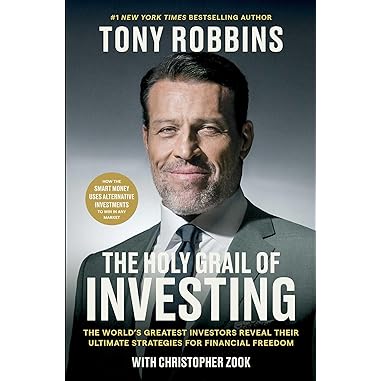 #1 NEW YORK TIMES BESTSELLING AUTHOR
TONY ROBBINS
HOW THE
SMART MONEY
USES ALTERNATIVE
INVESTMENTS
TO WIN IN ANY
MARKET
THE HOLY GRAIL OF
INVESTING
THE WORLD'S GREATEST INVESTORS REVEAL THEIR
ULTIMATE STRATEGIES FOR FINANCIAL FREEDOM
WITH CHRISTOPHER ZOOK